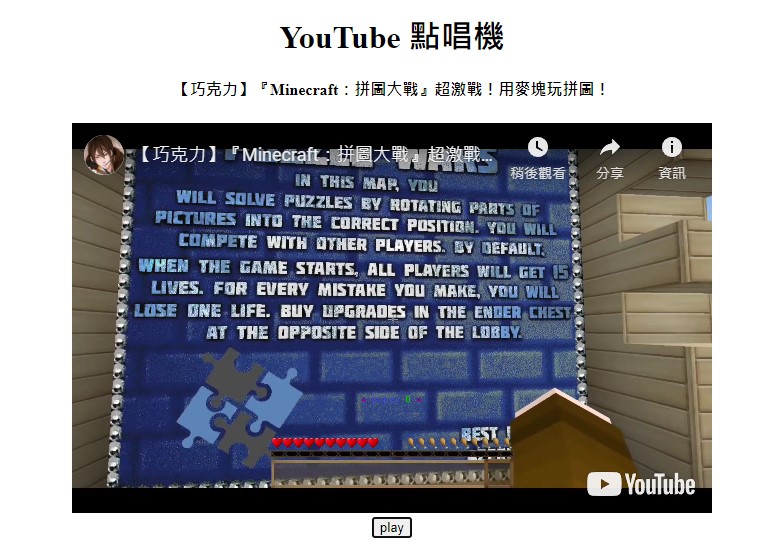 YouTube 點唱機
【巧克力】『Minecraft：拼圖大戰』超激戰！用麥塊玩拼圖！
【巧克力】『Minecraft：拼圖大戰』超激戰...
稍後觀看
分享
資訊
WARS
IN THIS MAP, YOU
WILL SOLVE PUZZLES BY ROTATING PARTS OF
PICTURES INTO THE CORRECT POSITION. YOU WILL
COMPETE WITH OTHER PLAYERS. BY DEFAULT,
WHEN THE GAME STARTS, ALL PLAYERS WILL GET 15
LIVES. FOR EVERY MISTAKE YOU MAKE, YOU WILL
LOSE ONE LIFE. BUY UPGRADES IN THE ENDER CHEST
AT THE OPPOSITE SIDE OF THE LOBBY.
0
BEST
YouTube
play